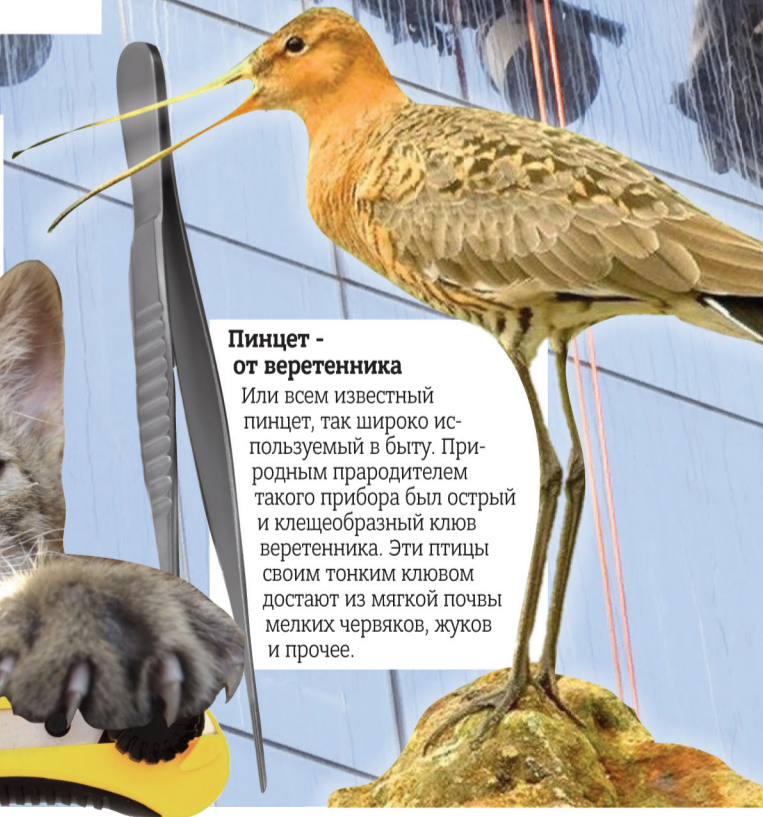 Пинцет -
от веретенника
Или всем известный
пинцет, так широко ис-
пользуемый в быту. При-
родным прародителем
такого прибора был острый
и клещеобразный клюв
веретенника. Эти птицы
своим тонким клювом
достают из мягкой почвы
мелких червяков, жуков
и прочее.